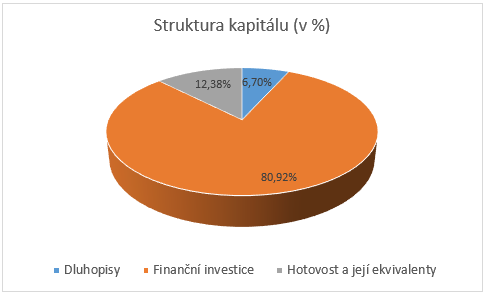 Struktura kapitálu (v %)
12,38%
6,70%
80,92%
Dluhopisy
Finanční investice
Hotovost a její ekvivalenty